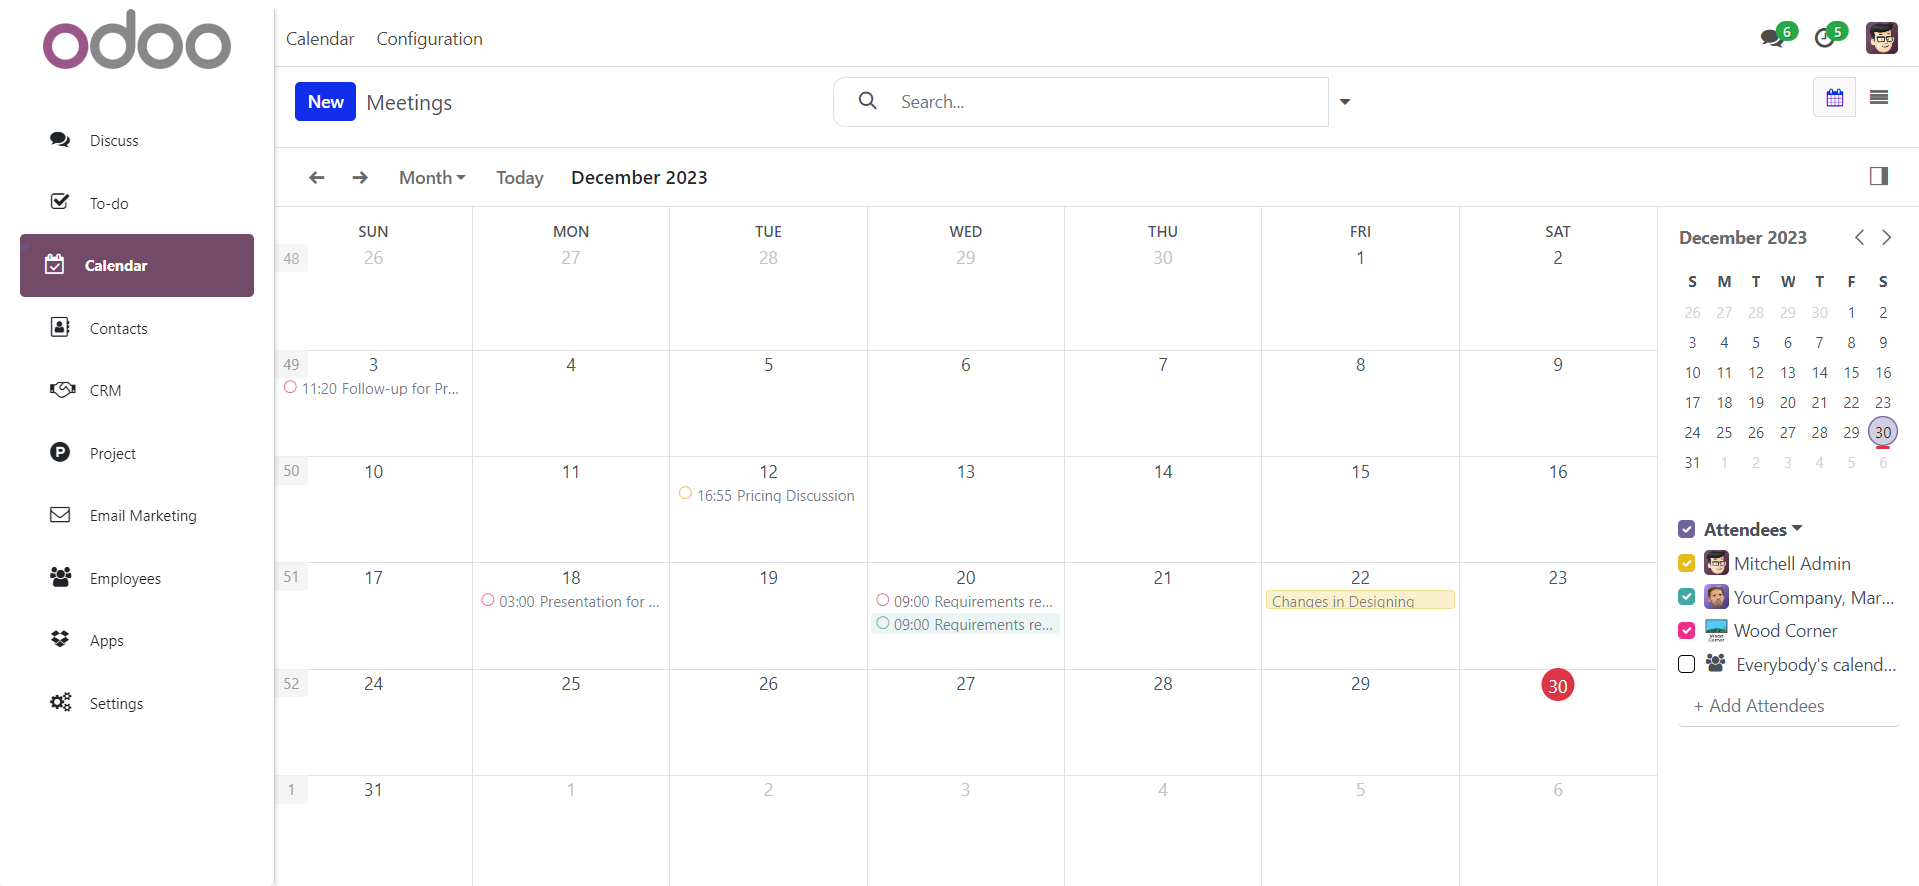 odoo
Calendar Configuration
6 5
New Meetings
Search...
Discuss
To-do
Calendar
Contacts
CRM
Project
Email Marketing
Employees
Apps
Settings
Month Today December 2023
SUN MON TUE WED THU FRI SAT
48 26 27 28 29 30 1 2
49 3 4 5 6 7 8 9
11:20 Follow-up for Pr...
50 10 11 12 13 14 15 16
16:55 Pricing Discussion
51 17 18 19 20 21 22 23
03:00 Presentation for ... 09:00 Requirements re... Changes in Designing
09:00 Requirements re...
52 24 25 26 27 28 29 30
1 31 1 2 3 4 5 6
December 2023
S M T W T F S
26 27 28 29 30 1 2
3 4 5 6 7 8 9
10 11 12 13 14 15 16
17 18 19 20 21 22 23
24 25 26 27 28 29 30
31 1 2 3 4 5 6
Attendees
Mitchell Admin
YourCompany, Mar...
Wood Corner
Everybody's calend...
+ Add Attendees